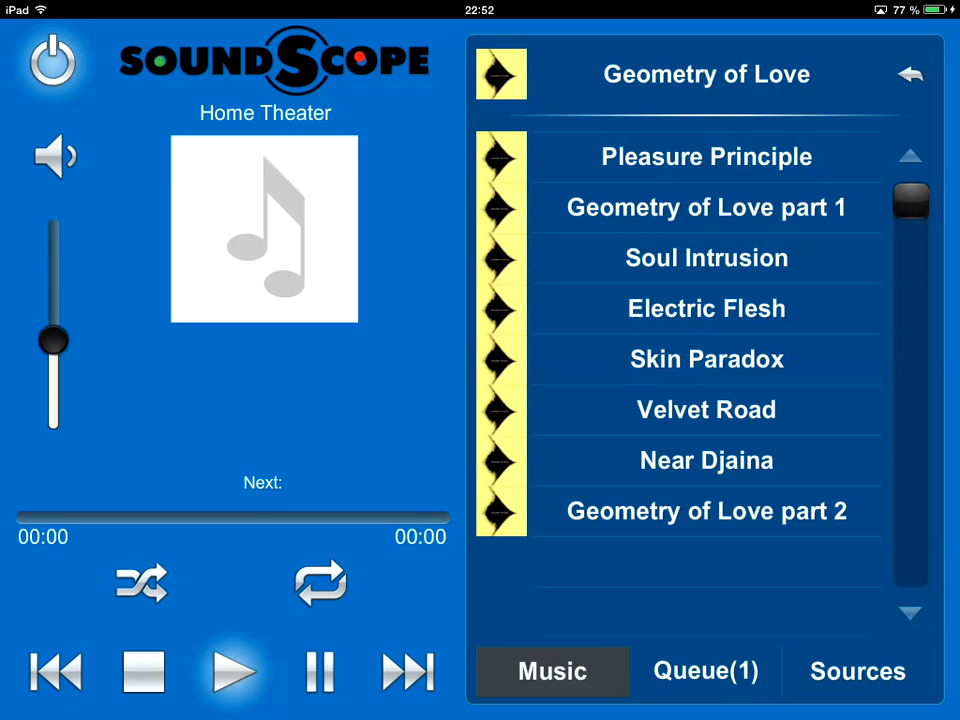 iPad
22:52
77 %
SOUNDSCOPE
Home Theater
Next:
00:00
00:00
Geometry of Love
Pleasure Principle
Geometry of Love part 1
Soul Intrusion
Electric Flesh
Skin Paradox
Velvet Road
Near Djaina
Geometry of Love part 2
Music
Queue(1)
Sources